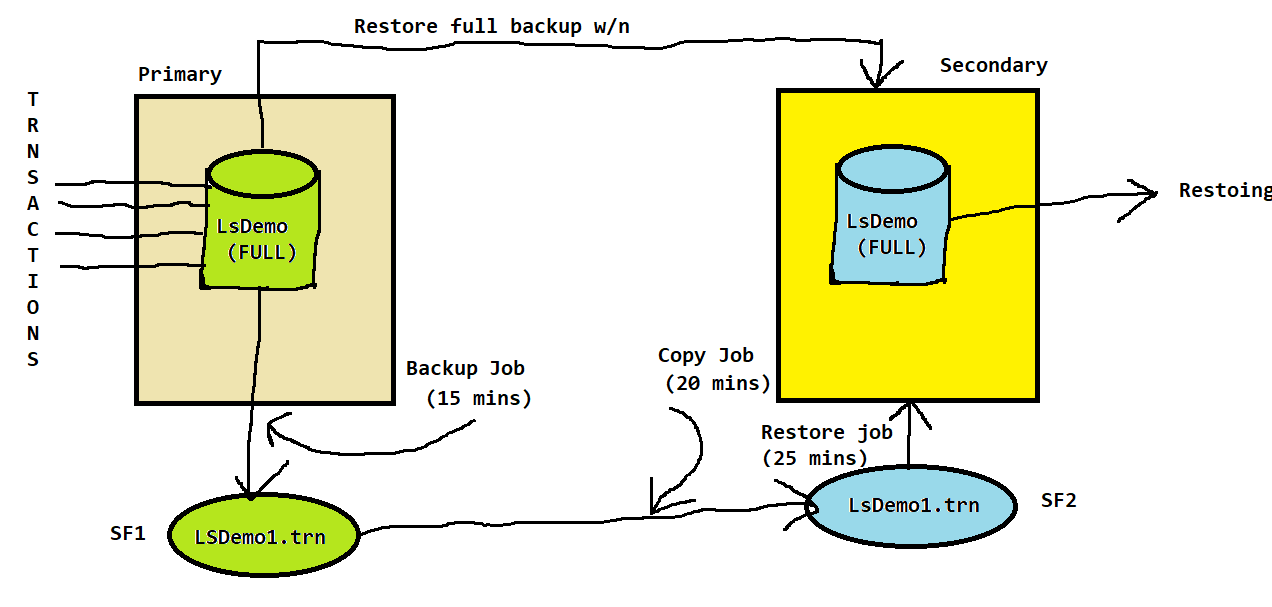 Restore full backup w/n
Primary
Secondary
T
R
N
S
A
C
T
I
O
N
S
LsDemo
(FULL)
LsDemo
(FULL)
Restoing
Backup Job
(15 mins)
Copy Job
(20 mins)
Restore job
(25 mins)
SF1
LSDemo1.trn
LsDemo1.trn
SF2